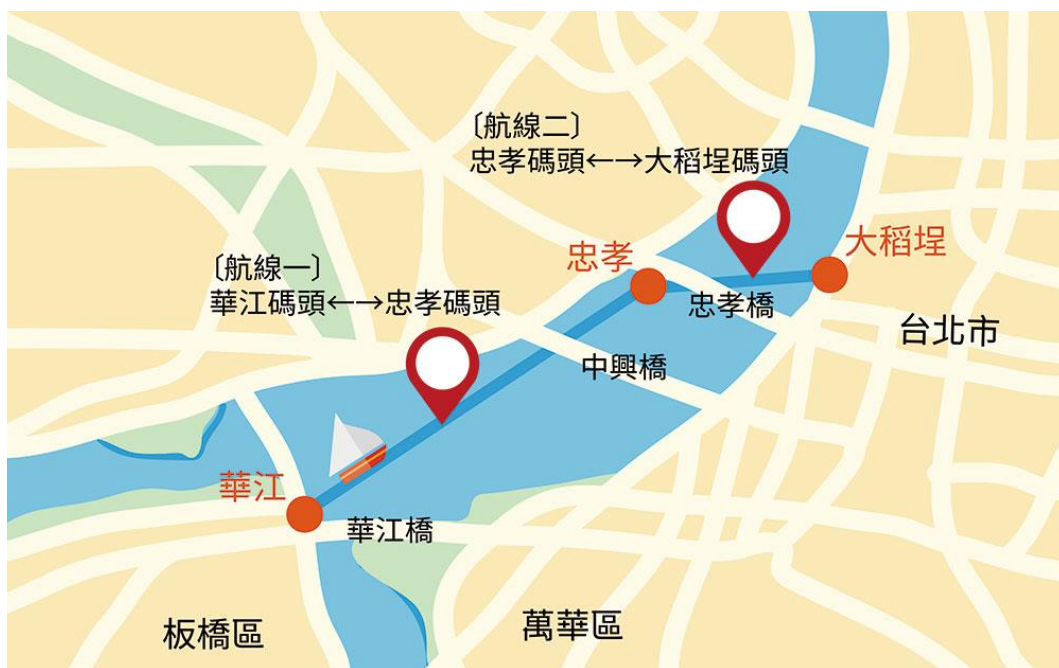 〔航線二〕
忠孝碼頭←→大稻埕碼頭
忠孝
大稻埕
〔航線一〕
華江碼頭←→忠孝碼頭
忠孝橋
台北市
中興橋
華江
華江橋
板橋區
萬華區